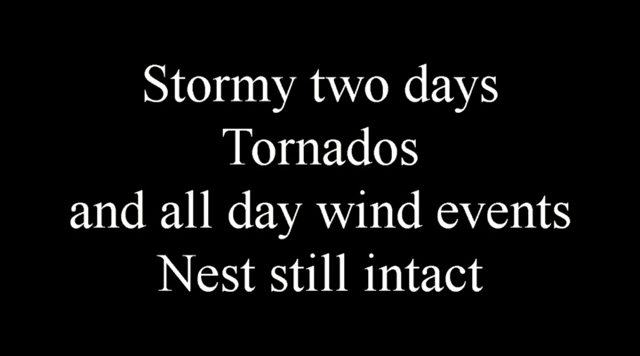 Stormy two days
Tornados
and all day wind events
Nest still intact